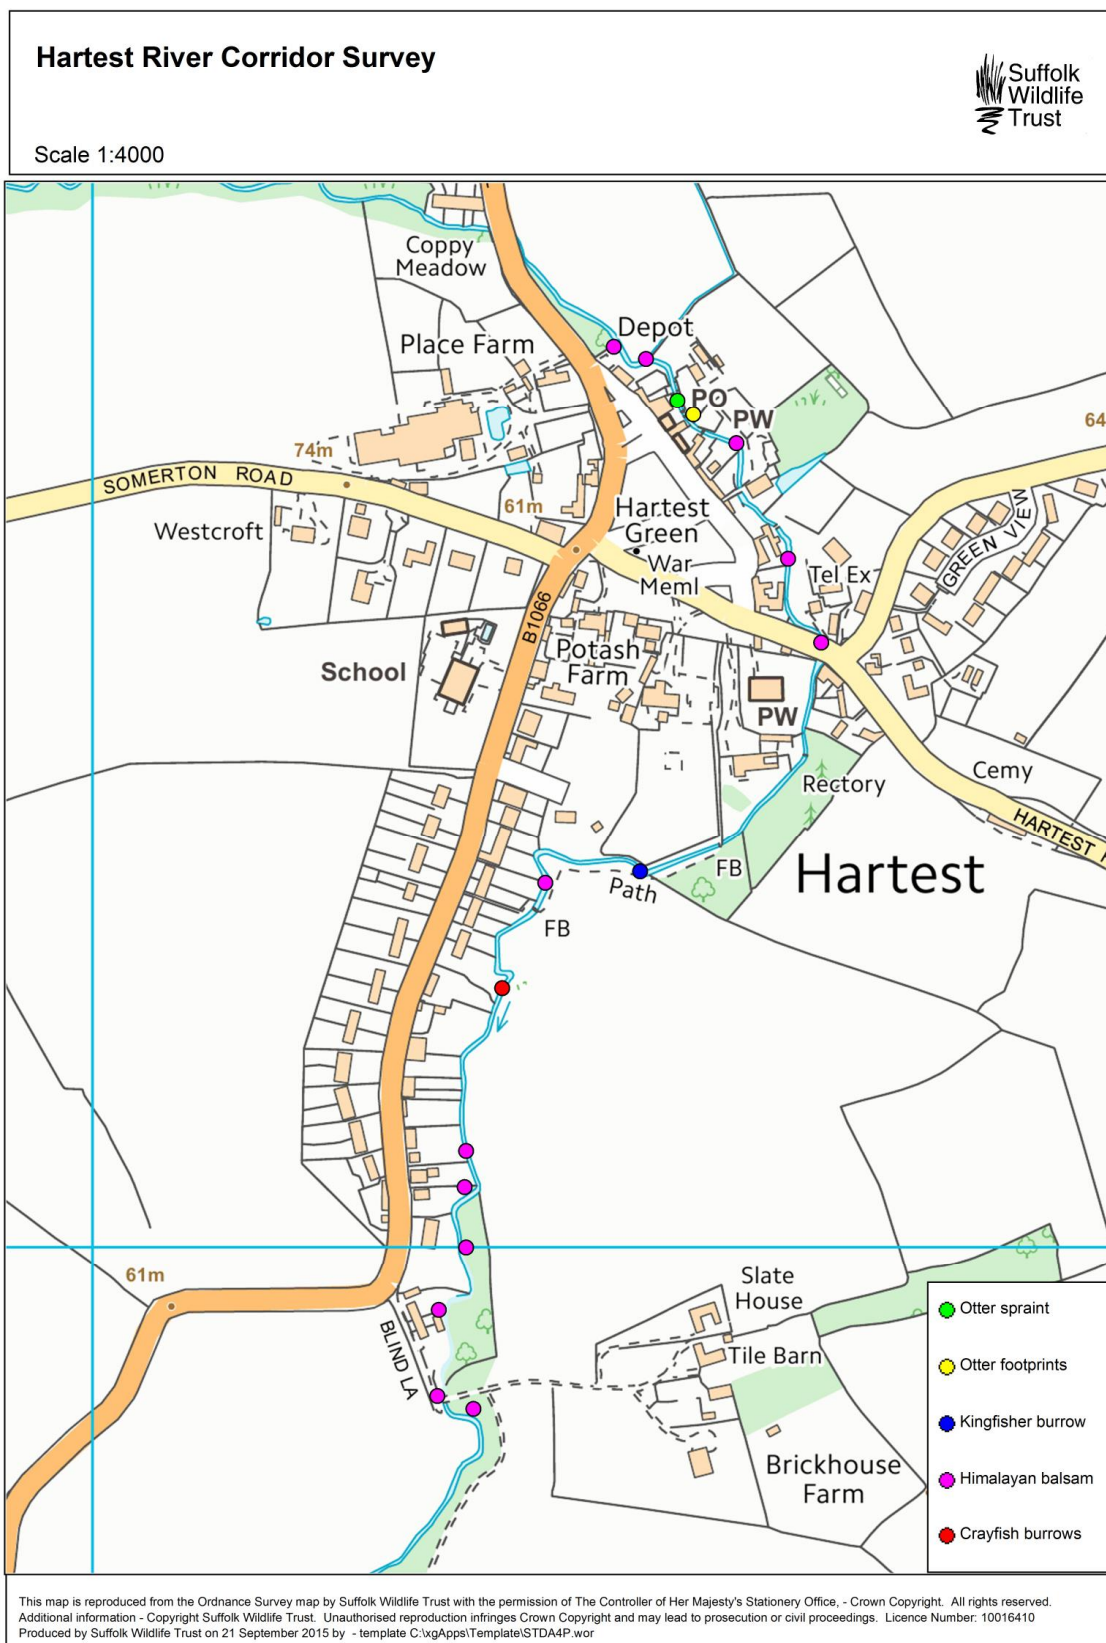 Hartest River Corridor Survey
Suffolk
Wildlife
Trust
Scale 1:4000
Coppy
Meadow
Depot
Place Farm
PO
PW
64
74m
SOMERTON ROAD
61m
Hartest
Green
Westcroft
War
Meml
Tel Ex
GREEN VIEW
B1066
School
Potash
Farm
PW
Rectory
Cemy
HARTEST
Hartest
FB
Path
FB
61m
Slate
House
BLIND LA
Tile Barn
Brickhouse
Farm
Otter spraint
Otter footprints
Kingfisher burrow
Himalayan balsam
Crayfish burrows
This map is reproduced from the Ordnance Survey map by Suffolk Wildlife Trust with the permission of The Controller of Her Majesty's Stationery Office, - Crown Copyright. All rights reserved.
Additional information - Copyright Suffolk Wildlife Trust. Unauthorised reproduction infringes Crown Copyright and may lead to prosecution or civil proceedings. Licence Number: 10016410
Produced by Suffolk Wildlife Trust on 21 September 2015 by - template C:\xgApps\Template\STDA4P.wor